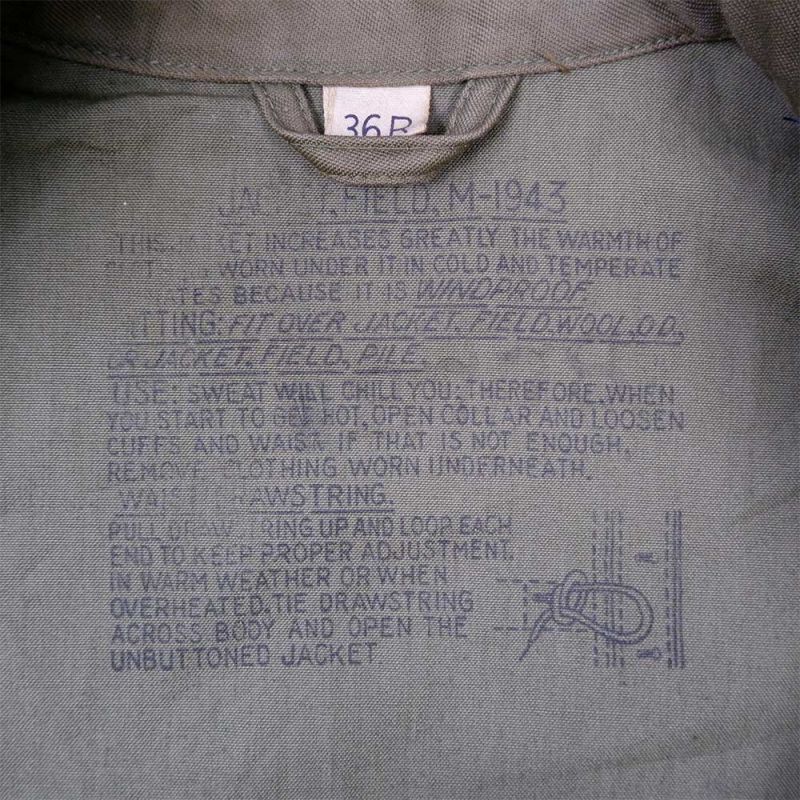 36R
JACKET, FIELD, M-1943
THIS JACKET INCREASES GREATLY THE WARMTH OF
CLOTHING WORN UNDER IT IN COLD AND TEMPERATE
CLIMATES BECAUSE IT IS WINDPROOF.
FITTING: FIT OVER JACKET, FIELD, WOOL, O.D.,
OR JACKET, FIELD, PILE.
USE: SWEAT WILL CHILL YOU; THEREFORE, WHEN
YOU START TO GET HOT, OPEN COLLAR AND LOOSEN
CUFFS AND WAIST. IF THAT IS NOT ENOUGH,
REMOVE CLOTHING WORN UNDERNEATH.
WAIST DRAWSTRING.
PULL DRAWSTRING UP AND LOOP EACH
END TO KEEP PROPER ADJUSTMENT.
IN WARM WEATHER OR WHEN
OVERHEATED, TIE DRAWSTRING
ACROSS BODY AND OPEN THE
UNBUTTONED JACKET.